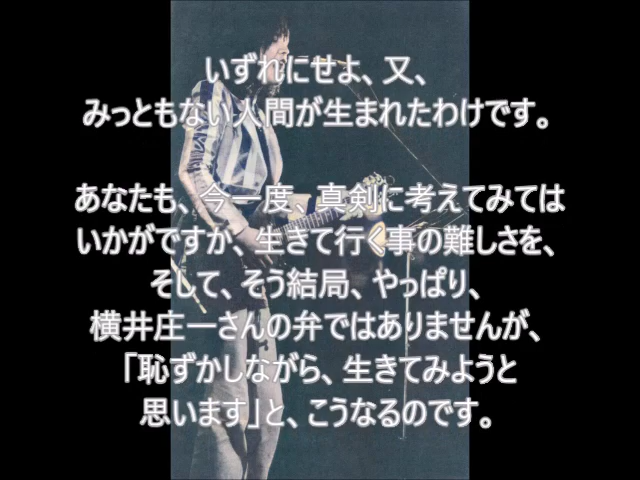 いずれにせよ、又、
みっともない人間が生まれたわけです。
あなたも、今一度、真剣に考えてみては
いかがですか、生きて行く事の難しさを、
そして、そう結局、やっぱり、
横井庄一さんの弁ではありませんが、
「恥ずかしながら、生きてみようと
思います」と、こうなるのです。